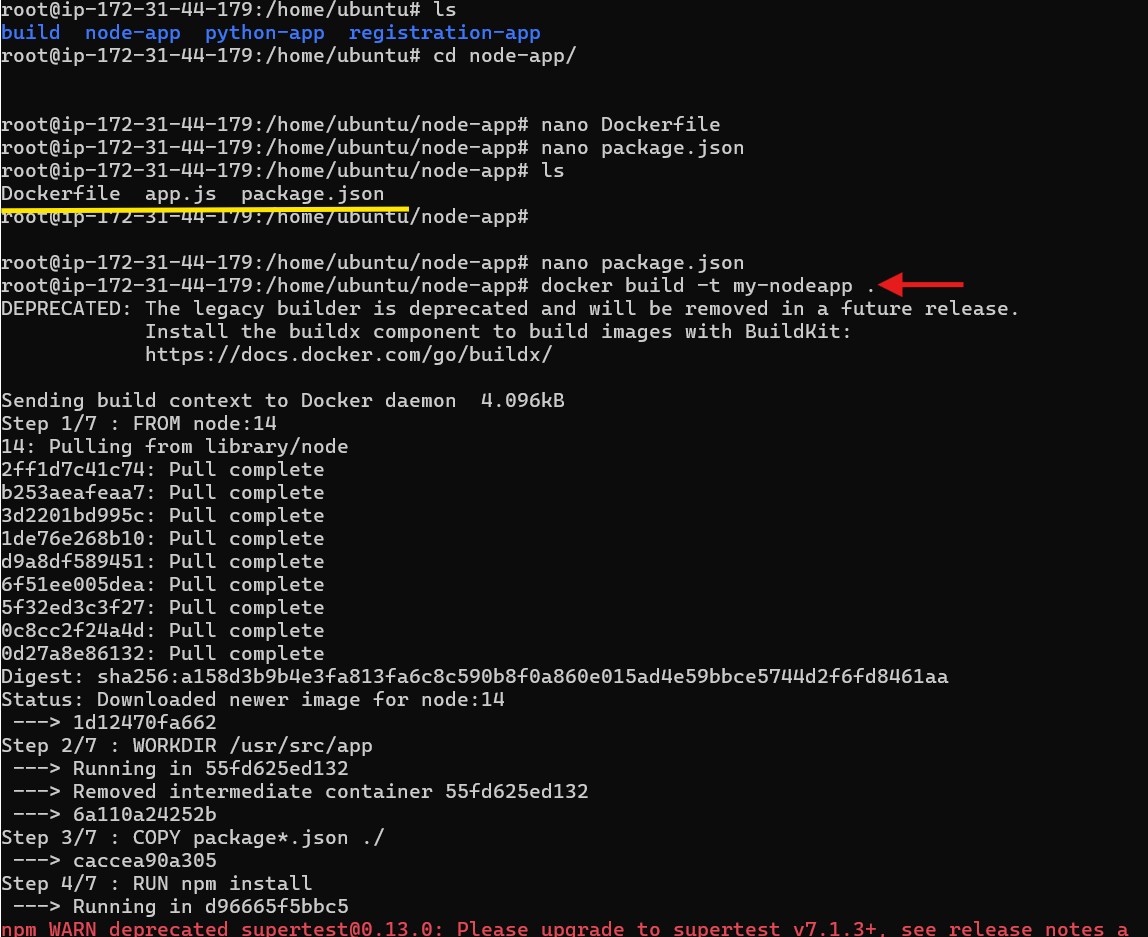 root@ip-172-31-44-179:/home/ubuntu# ls
build  node-app  python-app  registration-app
root@ip-172-31-44-179:/home/ubuntu# cd node-app/
root@ip-172-31-44-179:/home/ubuntu/node-app# nano Dockerfile
root@ip-172-31-44-179:/home/ubuntu/node-app# nano package.json
root@ip-172-31-44-179:/home/ubuntu/node-app# ls
Dockerfile  app.js  package.json
root@ip-172-31-44-179:/home/ubuntu/node-app#
root@ip-172-31-44-179:/home/ubuntu/node-app# nano package.json
root@ip-172-31-44-179:/home/ubuntu/node-app# docker build -t my-nodeapp .
DEPRECATED: The legacy builder is deprecated and will be removed in a future release.
            Install the buildx component to build images with BuildKit:
            https://docs.docker.com/go/buildx/
Sending build context to Docker daemon  4.096kB
Step 1/7 : FROM node:14
14: Pulling from library/node
2ff1d7c41c74: Pull complete
b253aeafeaa7: Pull complete
3d2201bd995c: Pull complete
1de76e268b10: Pull complete
d9a8df589451: Pull complete
6f51ee005dea: Pull complete
5f32ed3c3f27: Pull complete
0c8cc2f24a4d: Pull complete
0d27a8e86132: Pull complete
Digest: sha256:a158d3b9b4e3fa813fa6c8c590b8f0a860e015ad4e59bbce5744d2f6fd8461aa
Status: Downloaded newer image for node:14
 ---> 1d12470fa662
Step 2/7 : WORKDIR /usr/src/app
 ---> Running in 55fd625ed132
 ---> Removed intermediate container 55fd625ed132
 ---> 6a110a24252b
Step 3/7 : COPY package*.json ./
 ---> caccea90a305
Step 4/7 : RUN npm install
 ---> Running in d96665f5bbc5
npm WARN deprecated supertest@0.13.0: Please upgrade to supertest v7.1.3+, see release notes a